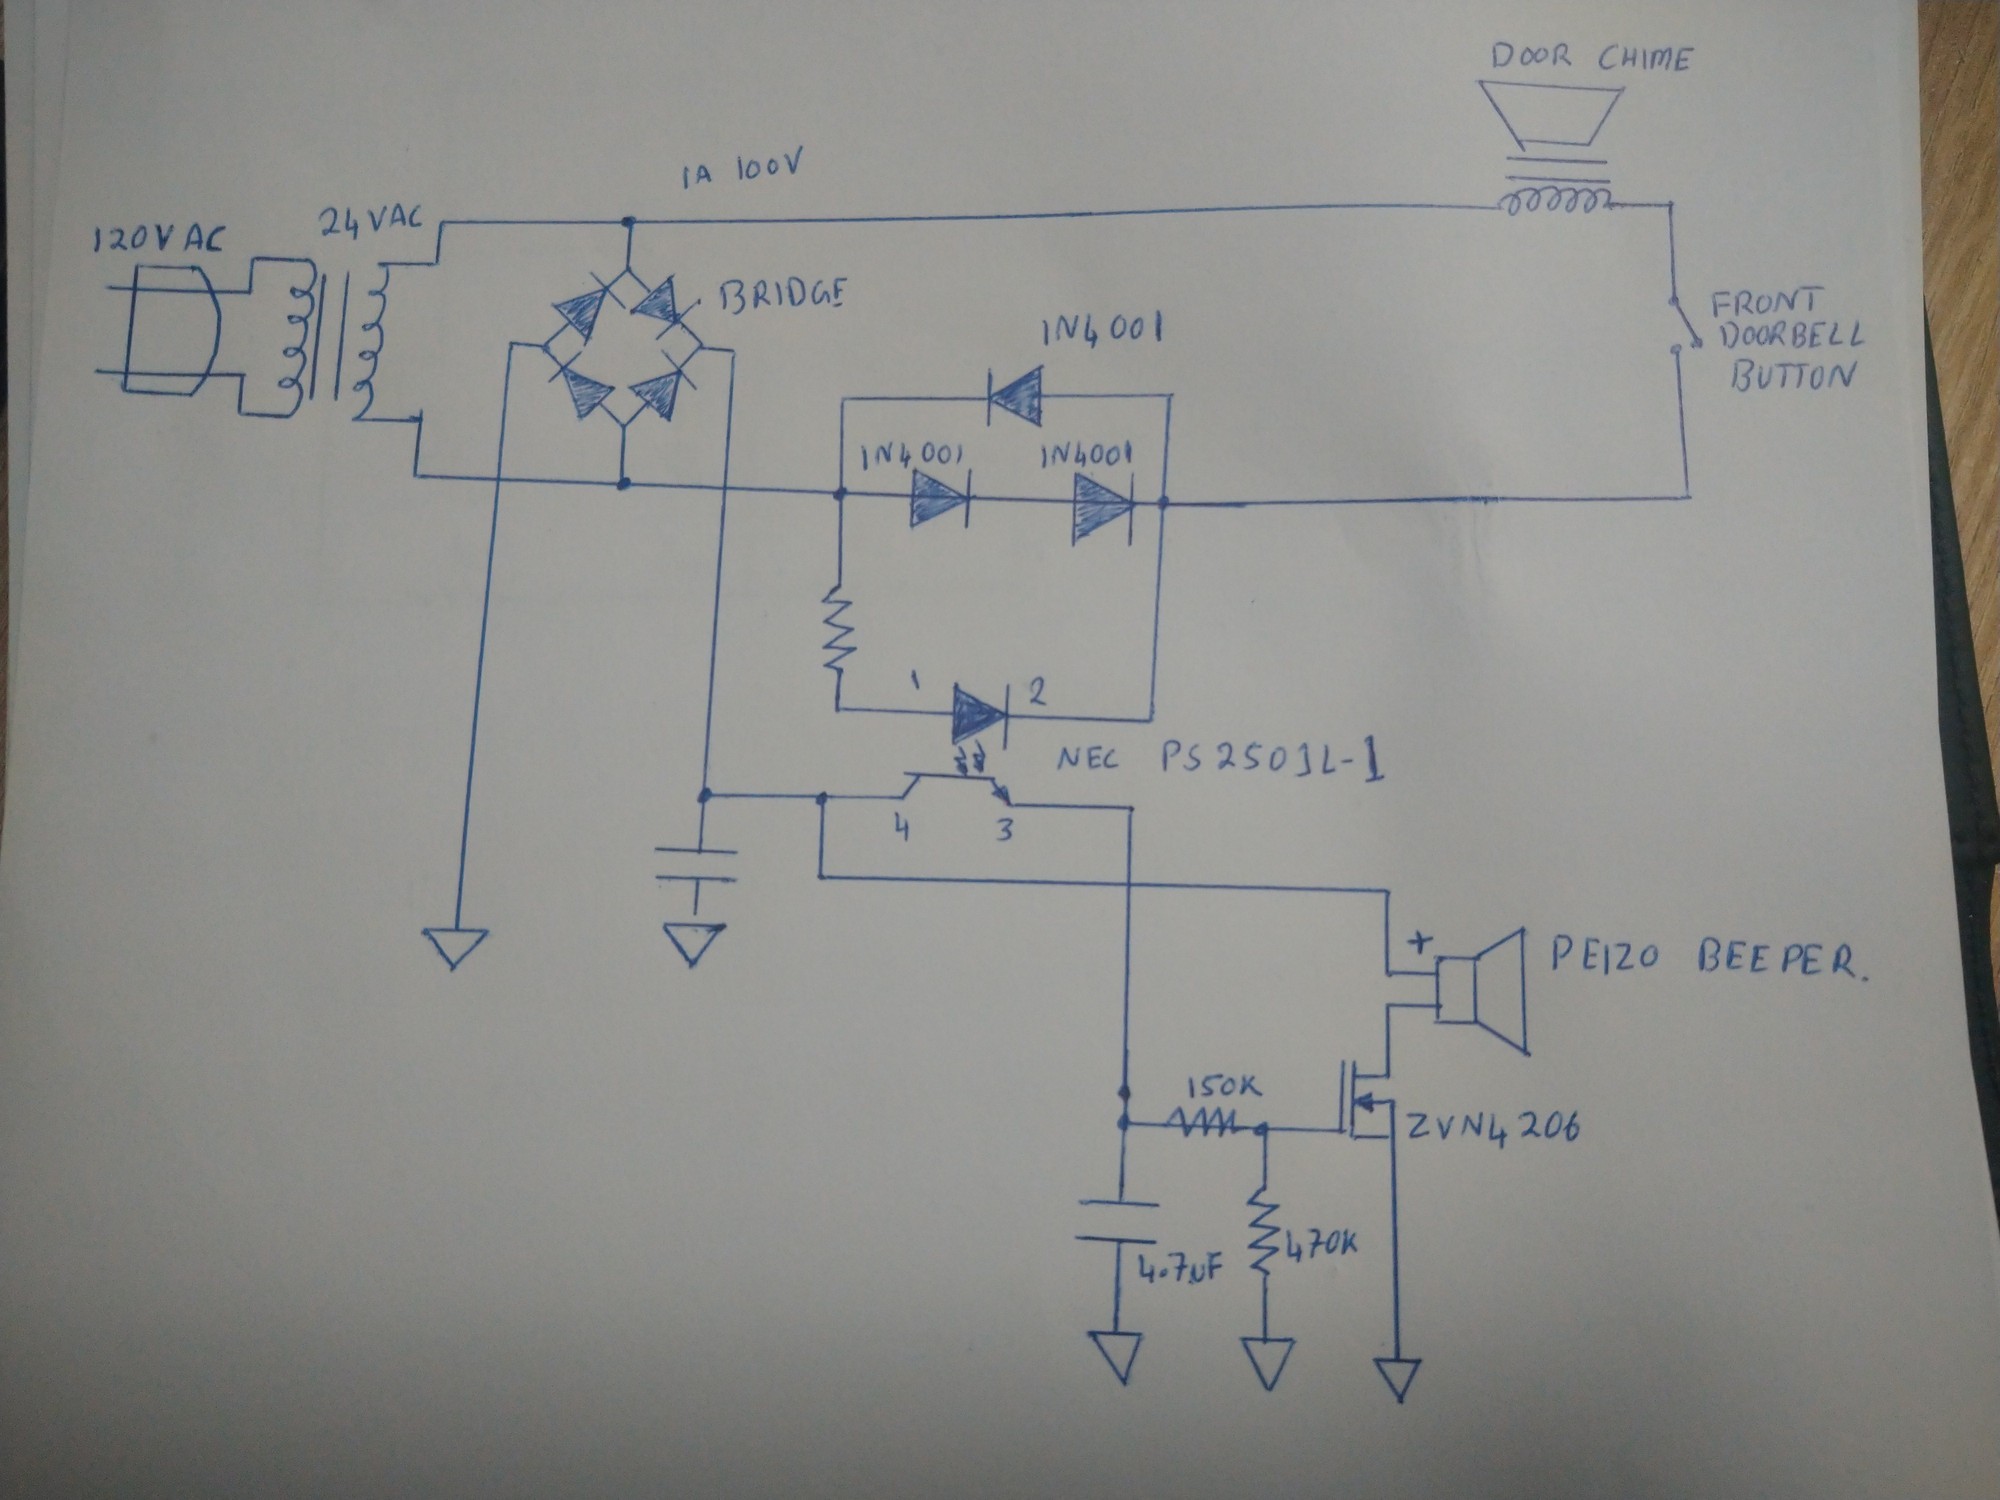 DOOR CHIME
1A 100V
120VAC
24VAC
BRIDGE
FRONT
DOORBELL
BUTTON
1N4001
1N4001
1N4001
1
2
NEC PS2501L-1
4
3
+
PEIZO BEEPER.
150K
ZVN4206
4.7uF
470K